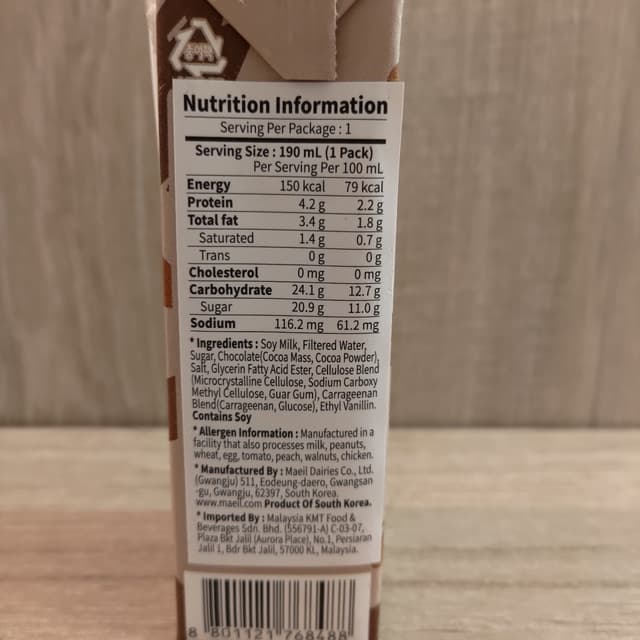 종이팩
Nutrition Information
Serving Per Package : 1
Serving Size : 190 mL (1 Pack)
Per Serving Per 100 mL
Energy 150 kcal 79 kcal
Protein 4.2 g 2.2 g
Total fat 3.4 g 1.8 g
Saturated 1.4 g 0.7 g
Trans 0 g 0 g
Cholesterol 0 mg 0 mg
Carbohydrate 24.1 g 12.7 g
Sugar 20.9 g 11.0 g
Sodium 116.2 mg 61.2 mg
* Ingredients : Soy Milk, Filtered Water,
Sugar, Chocolate(Cocoa Mass, Cocoa Powder),
Salt, Glycerin Fatty Acid Ester, Cellulose Blend
(Microcrystalline Cellulose, Sodium Carboxy
Methyl Cellulose, Guar Gum), Carrageenan
Blend(Carrageenan, Glucose), Ethyl Vanillin.
Contains Soy
* Allergen Information : Manufactured in a
facility that also processes milk, peanuts,
wheat, egg, tomato, peach, walnuts, chicken.
* Manufactured By : Maeil Dairies Co., Ltd.
(Gwangju) 511, Eodeung-daero, Gwangsan
-gu, Gwangju, 62397, South Korea.
www.maeil.com Product Of South Korea.
* Imported By : Malaysia KMT Food &
Beverages Sdn. Bhd. (556791-A) C-03-07,
Plaza Bkt Jalil (Aurora Place), No.1, Persiaran
Jalil 1, Bdr Bkt Jalil, 57000 KL, Malaysia.
8 801121 768488